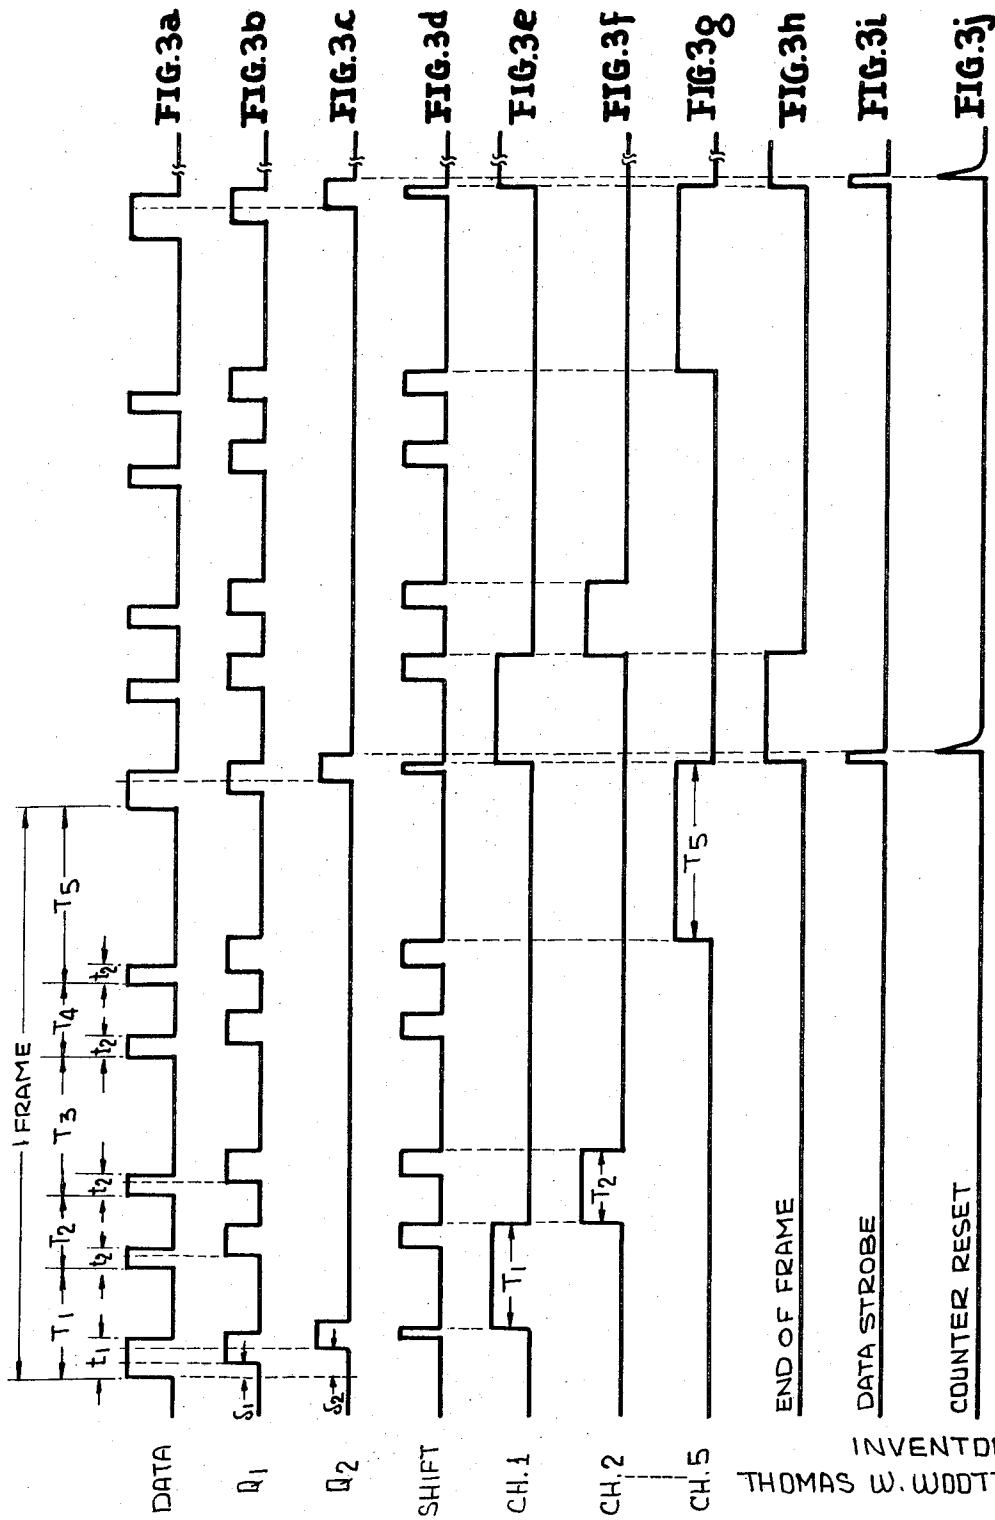 1 FRAME
T1 T2 T3 T4 T5
t1 t2 t2 t2 t2
DATA FIG.3a
δ1
Q1 FIG.3b
δ2
Q2 FIG.3c
SHIFT FIG.3d
CH.1 T1 FIG.3e
CH.2 T2 FIG.3f
CH.5 T5 FIG.3g
END OF FRAME FIG.3h
DATA STROBE FIG.3i
COUNTER RESET FIG.3j
INVENTO
THOMAS W. WOOT